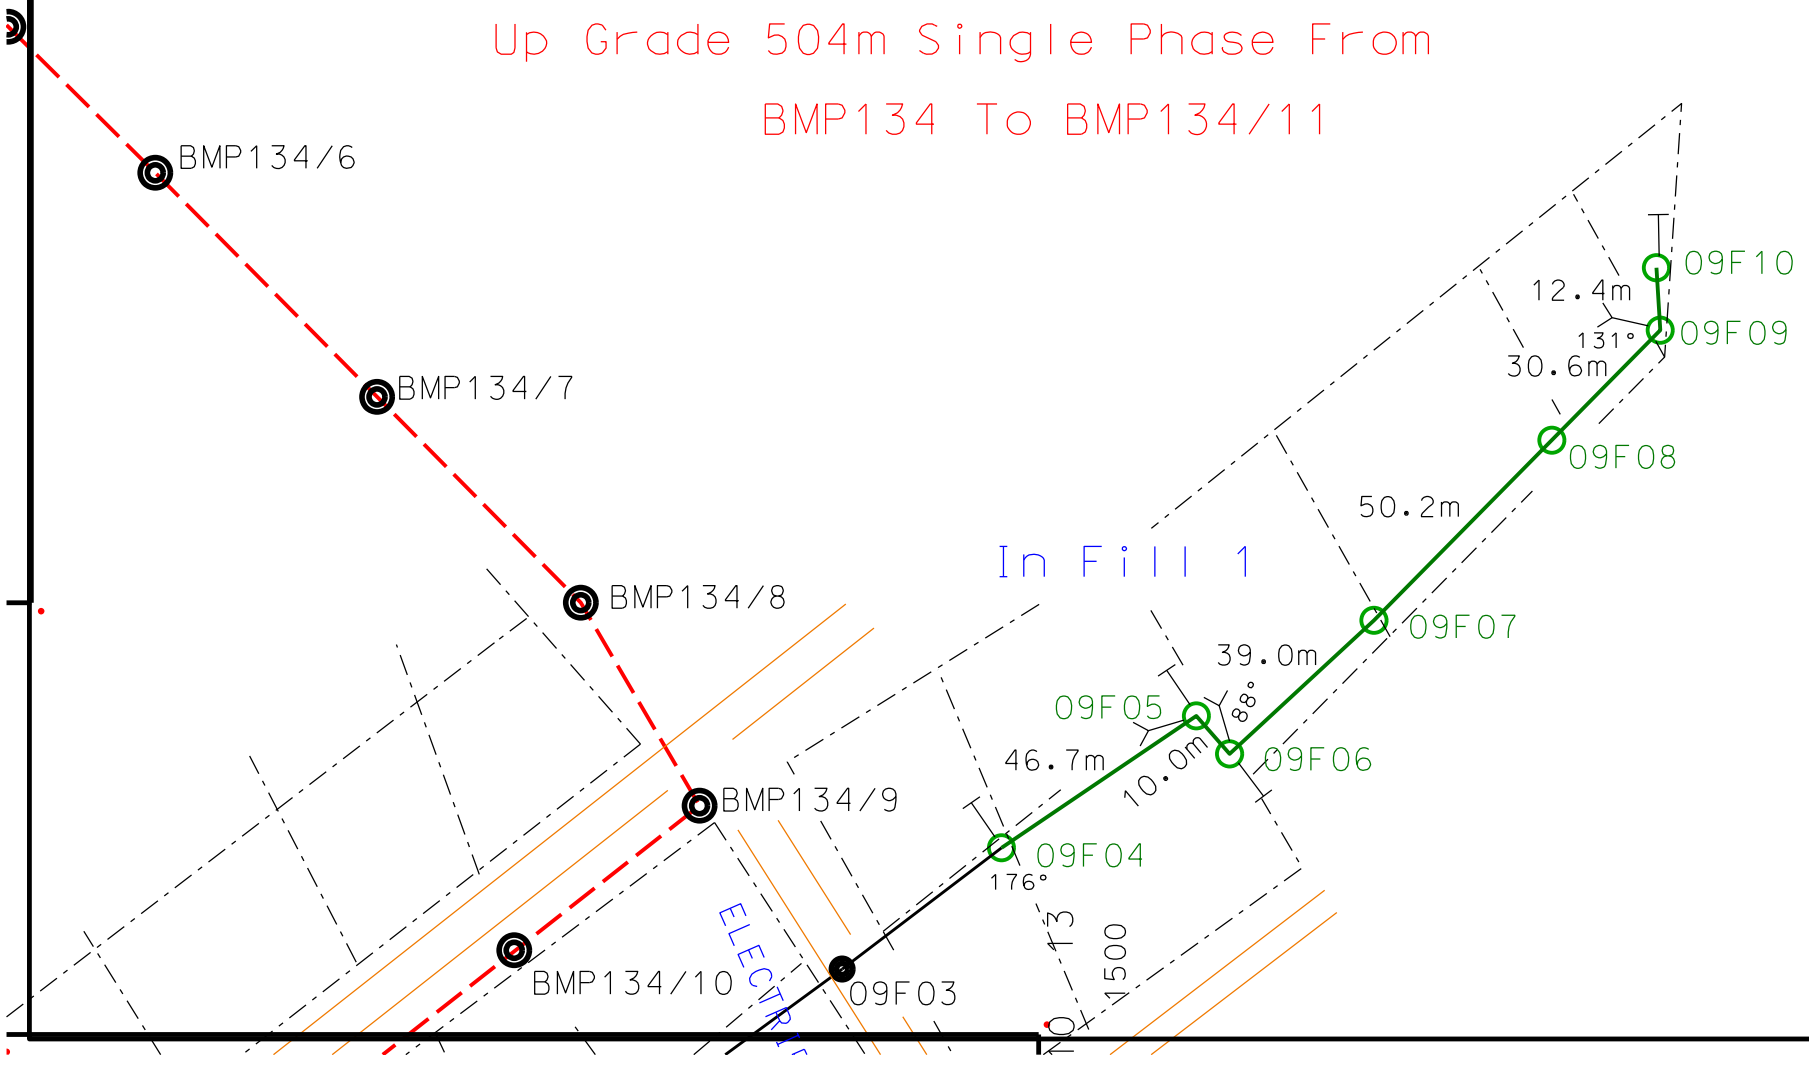 Up Grade 504m Single Phase From
BMP134 To BMP134/11
BMP134/6
09F10
12.4m
09F09
131°
30.6m
BMP134/7
09F08
50.2m
In Fill 1
BMP134/8
09F07
39.0m
88°
09F05
46.7m
10.0m
09F06
BMP134/9
09F04
176°
ELECTRI
13
1500
BMP134/10
09F03
10